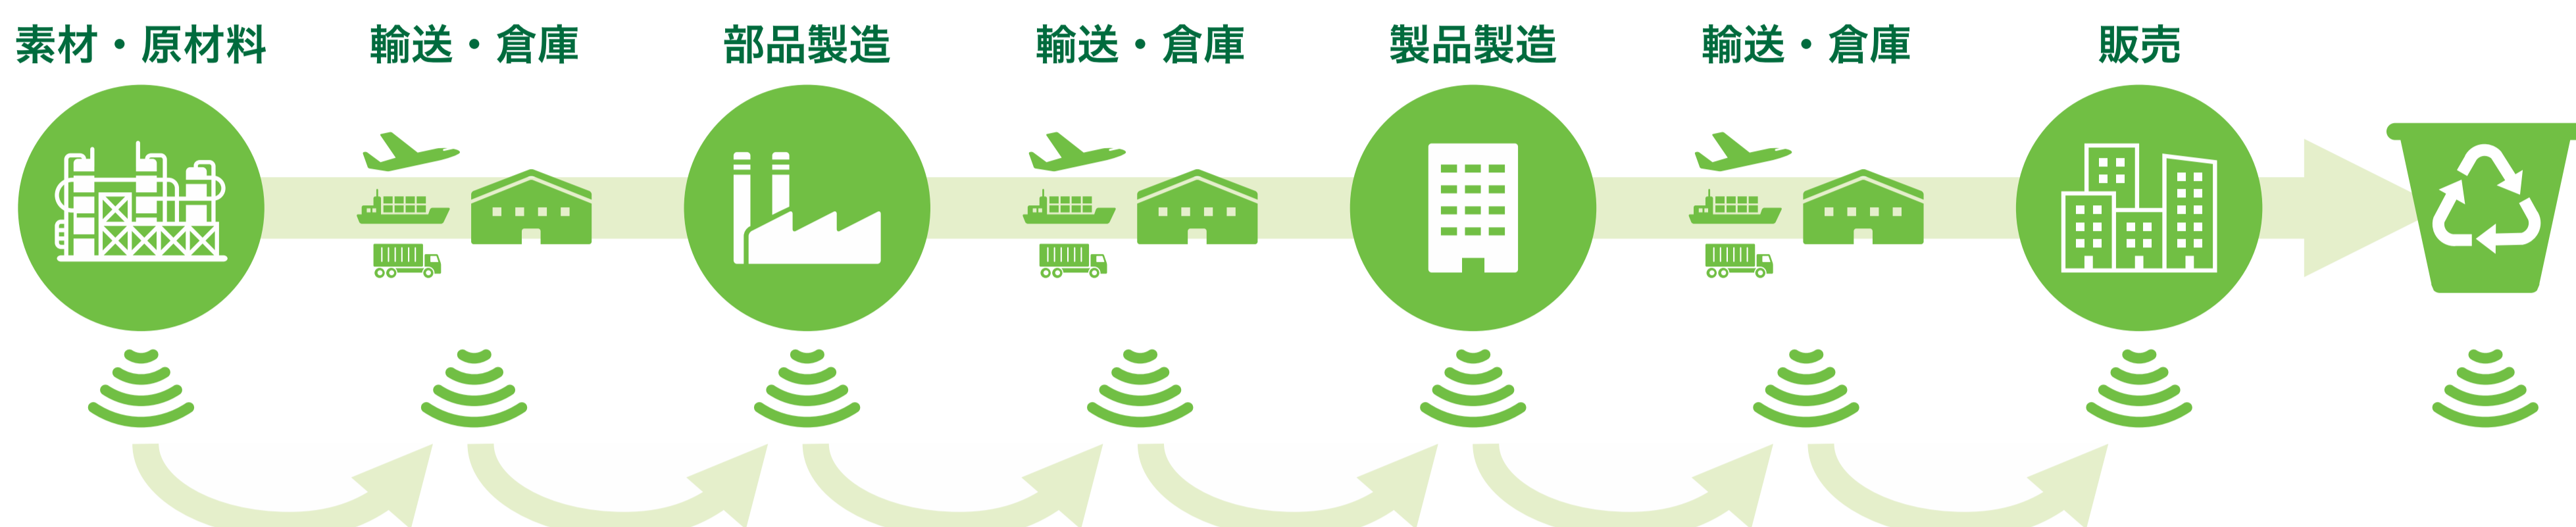 素材・原材料
輸送・倉庫
部品製造
輸送・倉庫
製品製造
輸送・倉庫
販売